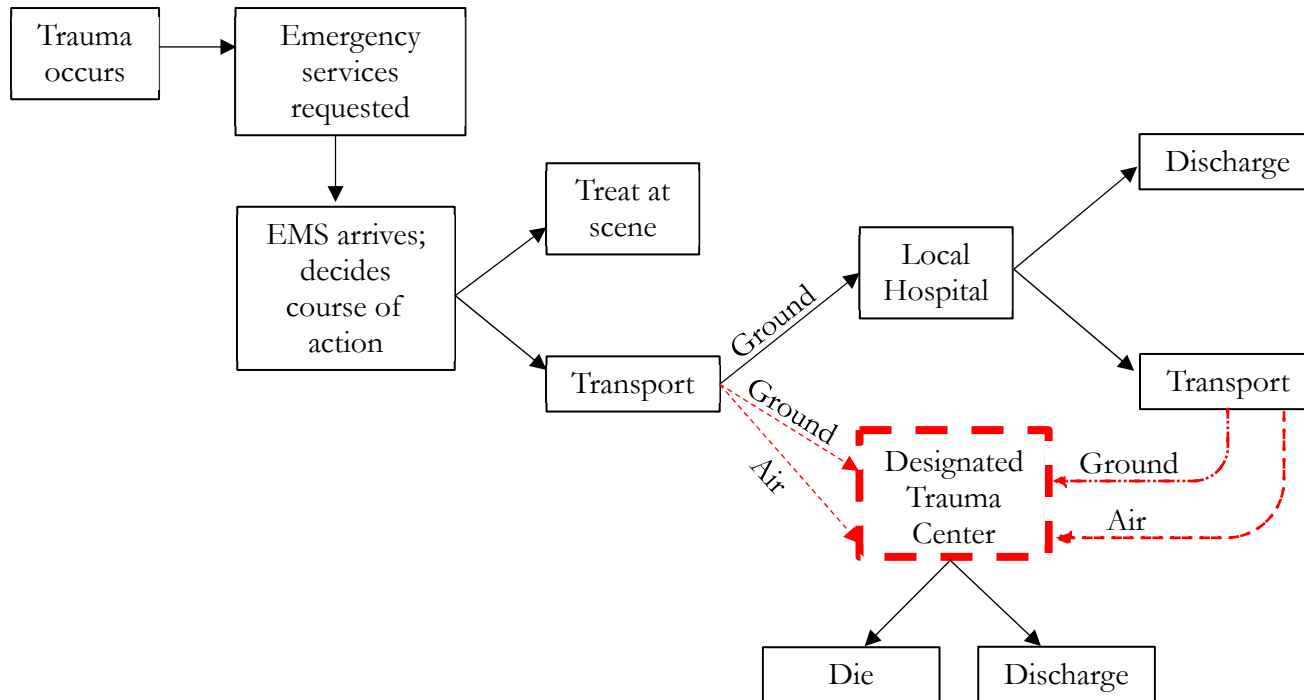 Trauma
occurs
Emergency
services
requested
EMS arrives;
decides
course of
action
Treat at
scene
Transport
Ground
Ground
Air
Local
Hospital
Discharge
Transport
Ground
Air
Designated
Trauma
Center
Die
Discharge